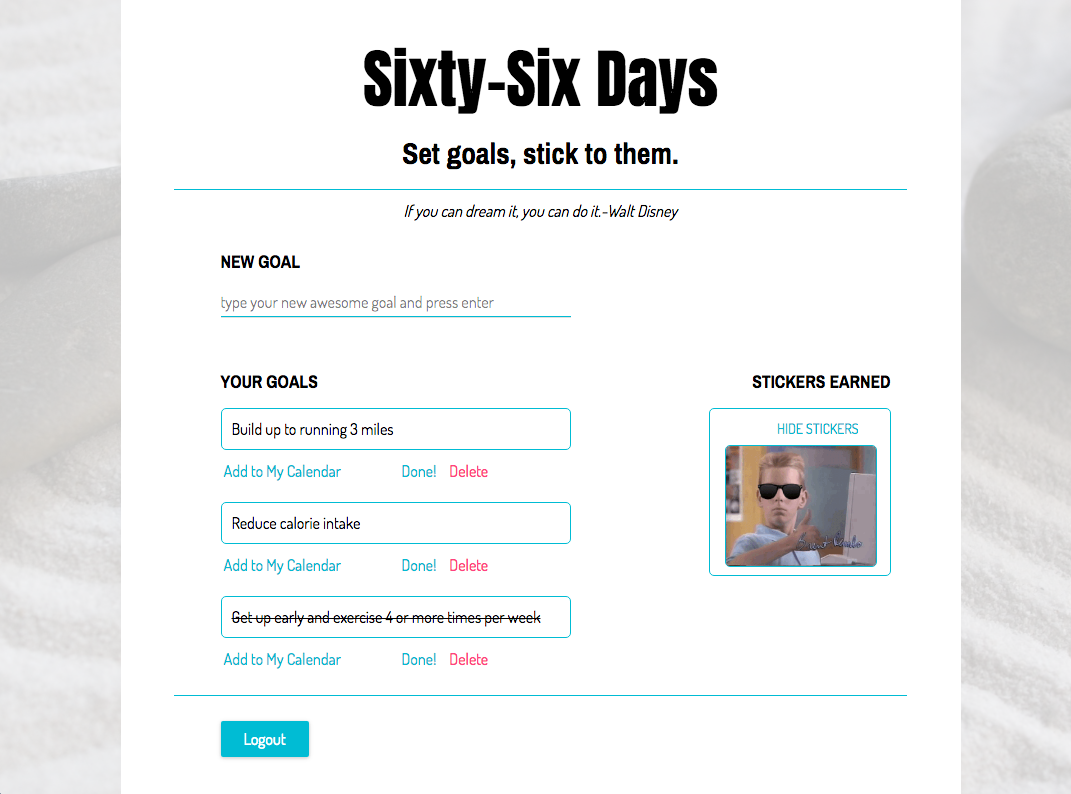 Sixty-Six Days
Set goals, stick to them.
If you can dream it, you can do it.-Walt Disney
NEW GOAL
type your new awesome goal and press enter
YOUR GOALS
Build up to running 3 miles
Add to My Calendar Done! Delete
Reduce calorie intake
Add to My Calendar Done! Delete
Get up early and exercise 4 or more times per week
Add to My Calendar Done! Delete
STICKERS EARNED
HIDE STICKERS
Logout